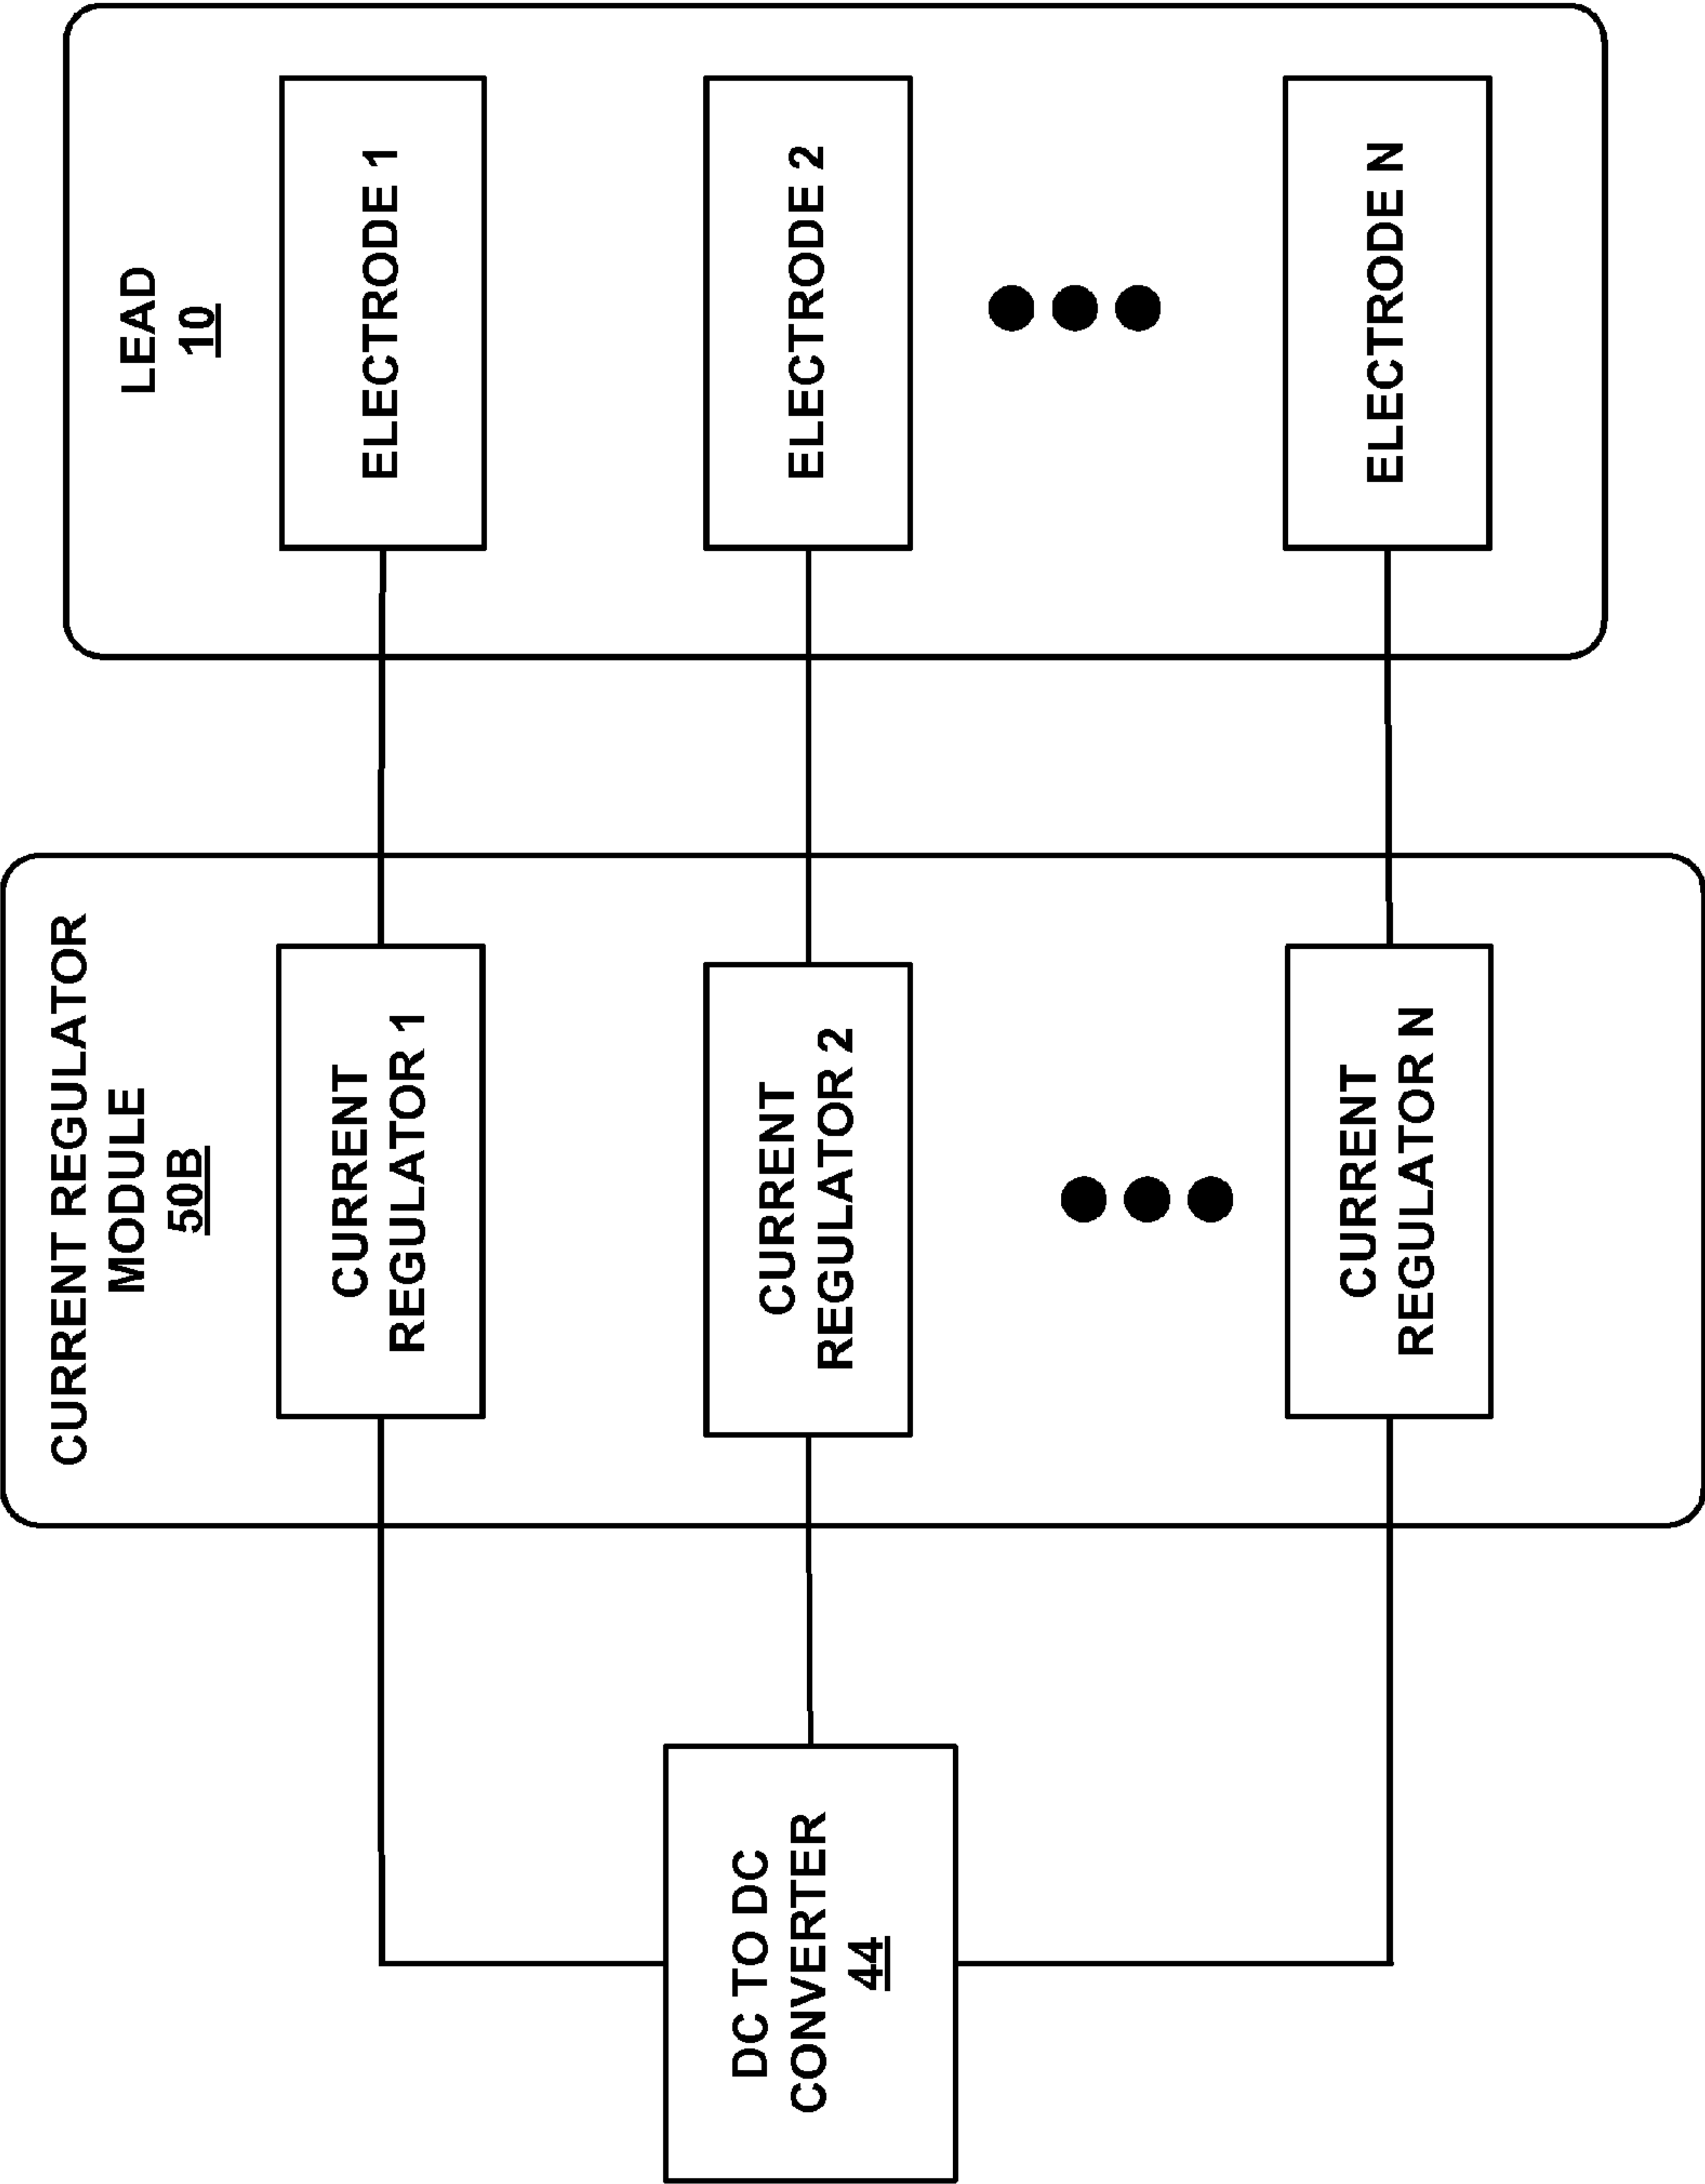 DC TO DC
CONVERTER
44
CURRENT REGULATOR
MODULE
50B
CURRENT
REGULATOR 1
CURRENT
REGULATOR 2
CURRENT
REGULATOR N
LEAD
10
ELECTRODE 1
ELECTRODE 2
ELECTRODE N